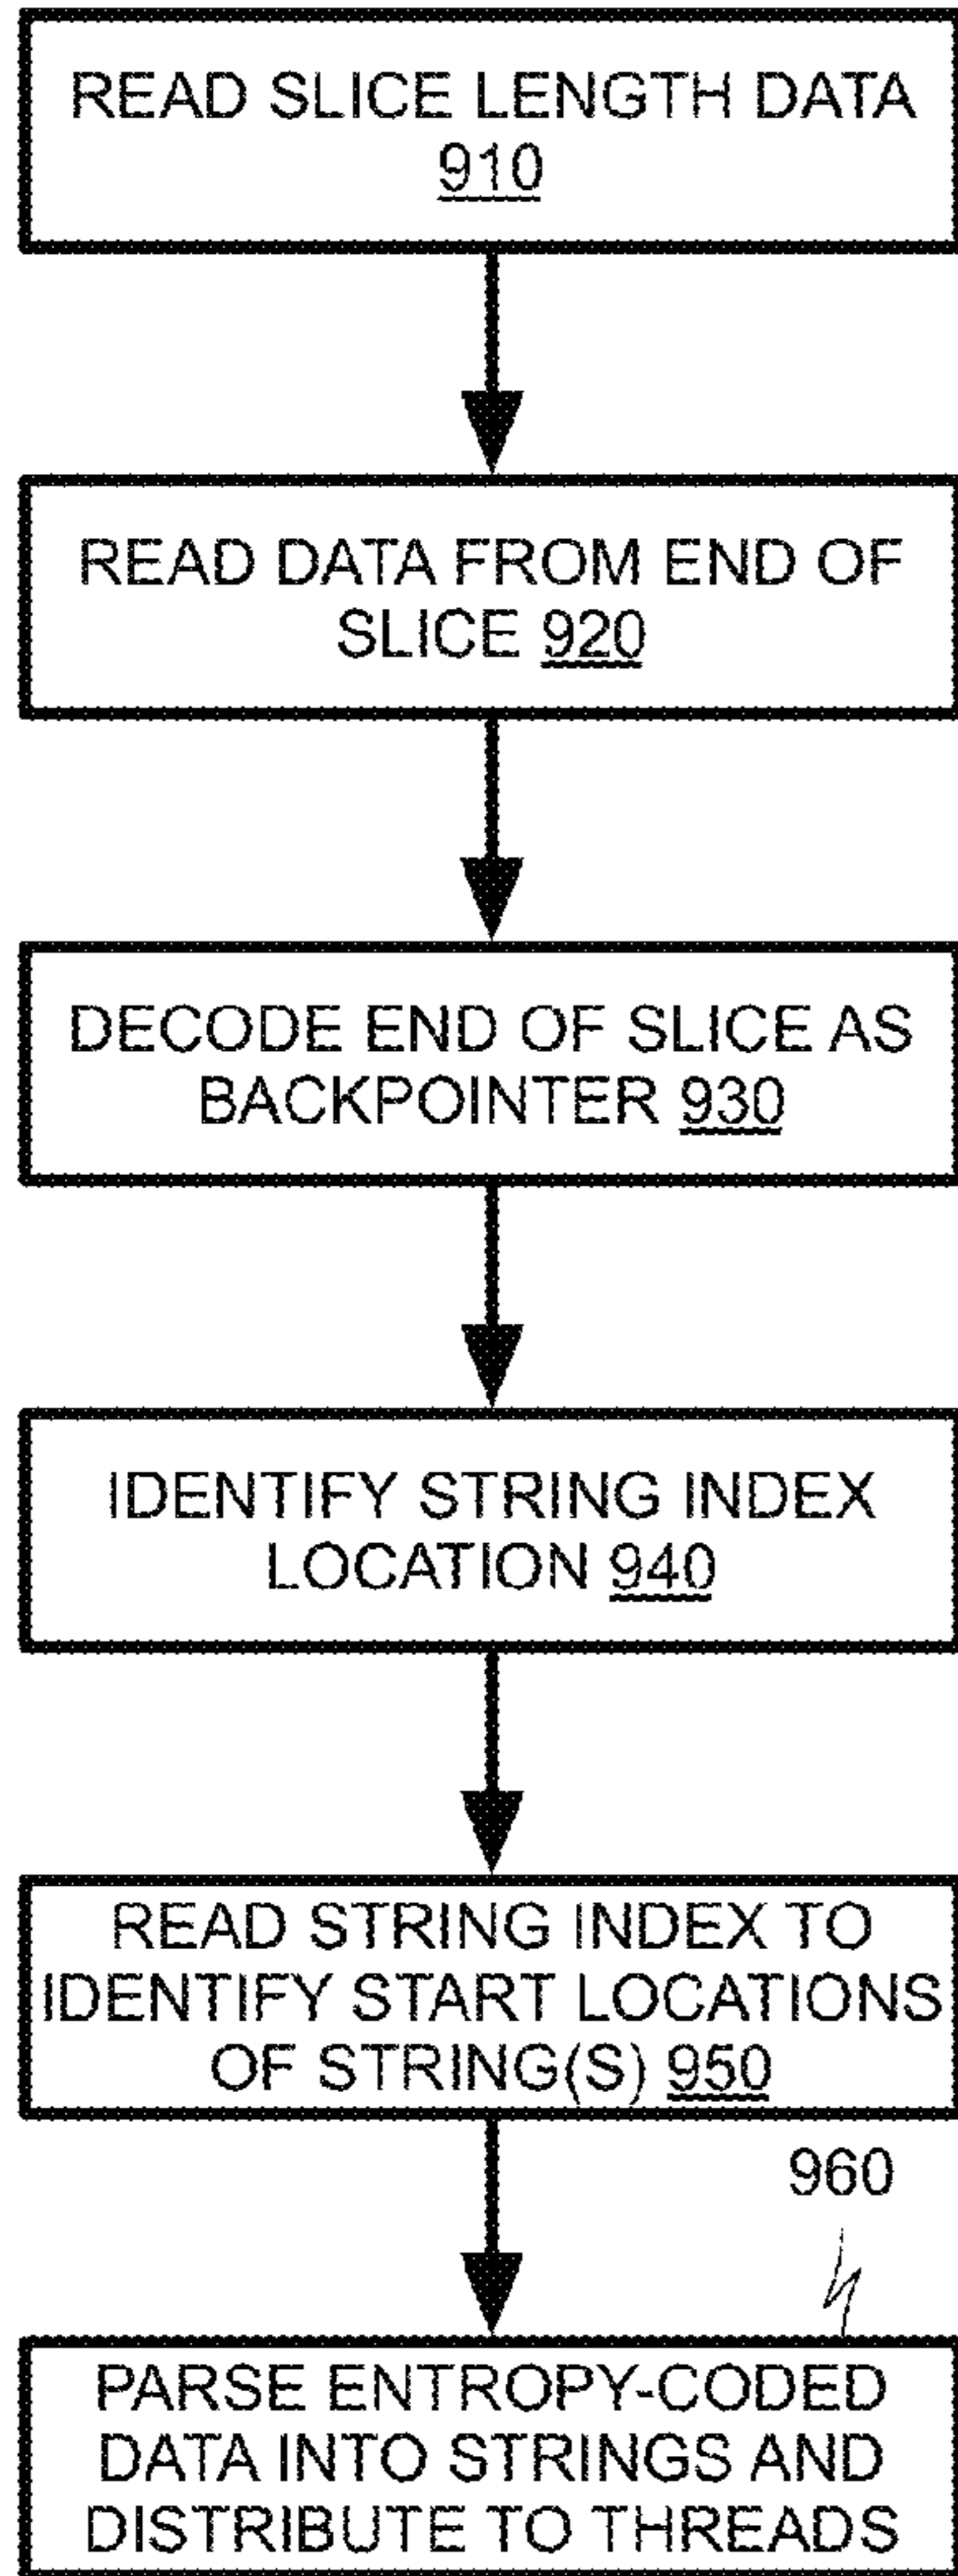 READ SLICE LENGTH DATA
910
READ DATA FROM END OF
SLICE 920
DECODE END OF SLICE AS
BACKPOINTER 930
IDENTIFY STRING INDEX
LOCATION 940
READ STRING INDEX TO
IDENTIFY START LOCATIONS
OF STRING(S) 950
960
PARSE ENTROPY-CODED
DATA INTO STRINGS AND
DISTRIBUTE TO THREADS